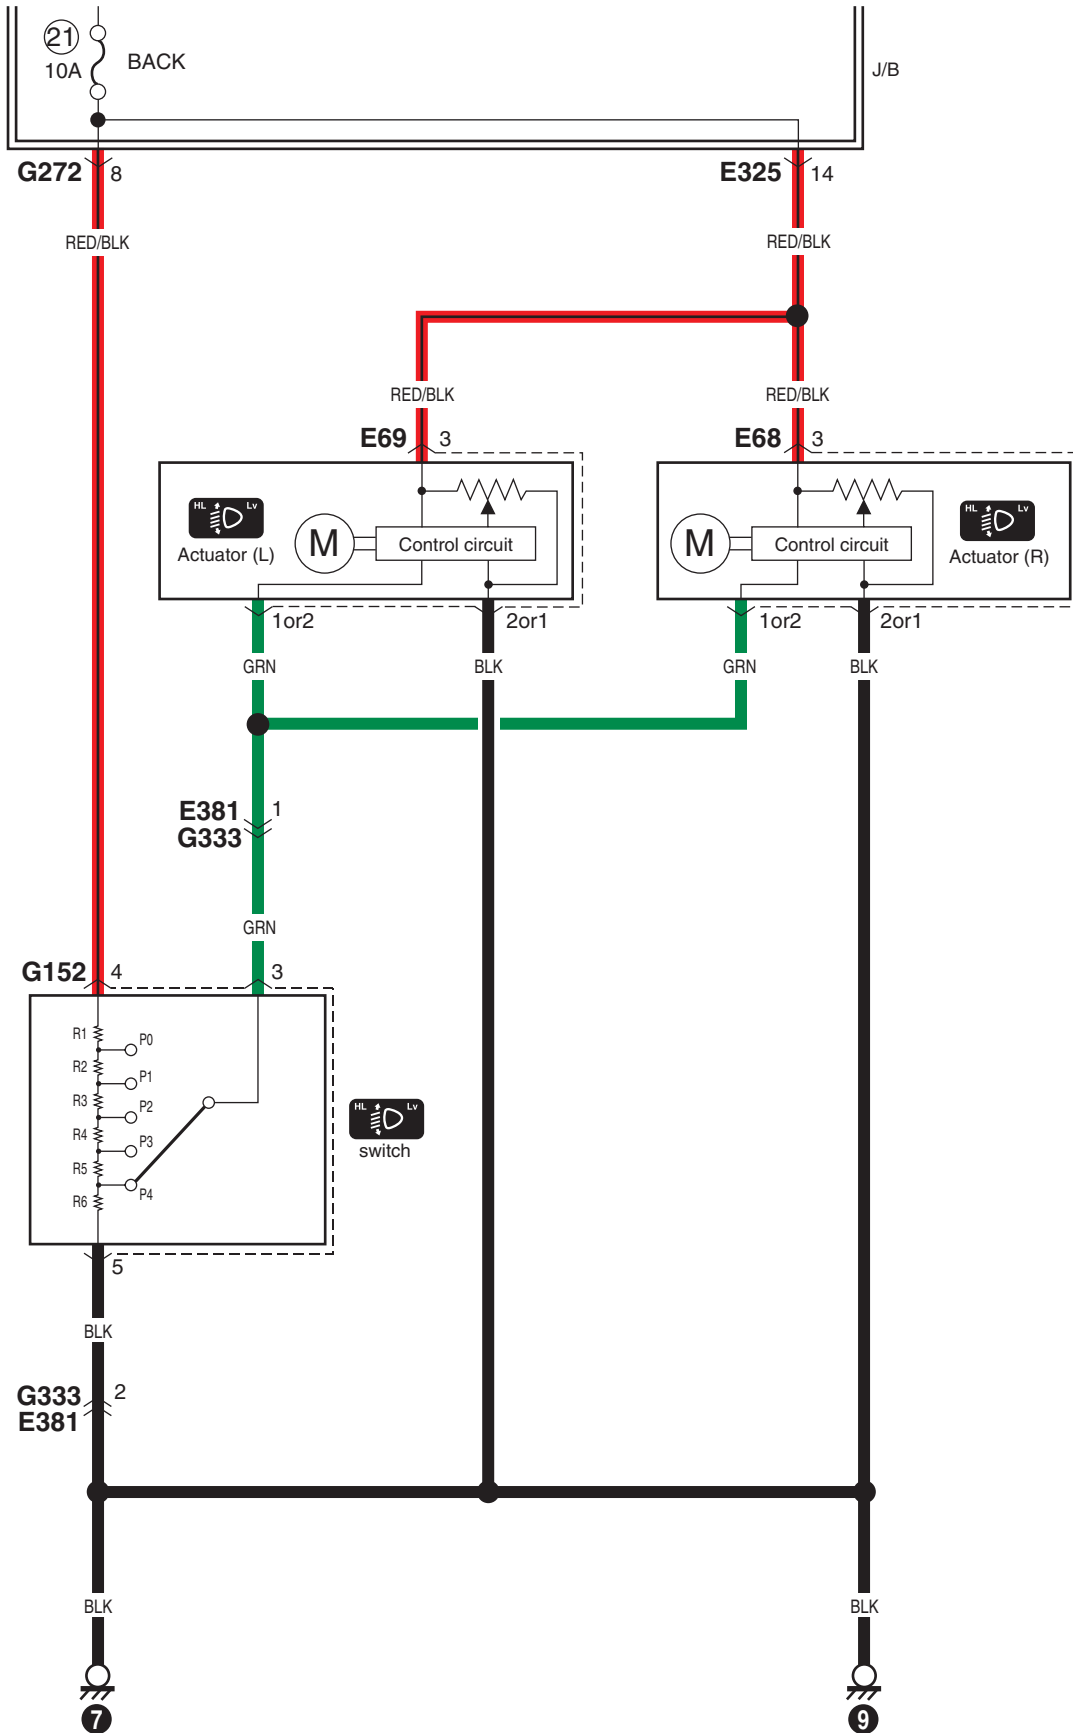 21
10A
BACK
J/B
G272
8
E325
14
RED/BLK
RED/BLK
RED/BLK
RED/BLK
E69
3
E68
3
HL Lv
Actuator (L)
M
Control circuit
M
Control circuit
HL Lv
Actuator (R)
1or2
2or1
1or2
2or1
GRN
BLK
GRN
BLK
E381
1
G333
GRN
G152
4
3
R1
P0
R2
P1
R3
P2
R4
P3
R5
P4
R6
HL Lv
switch
5
BLK
G333
2
E381
BLK
BLK
7
9